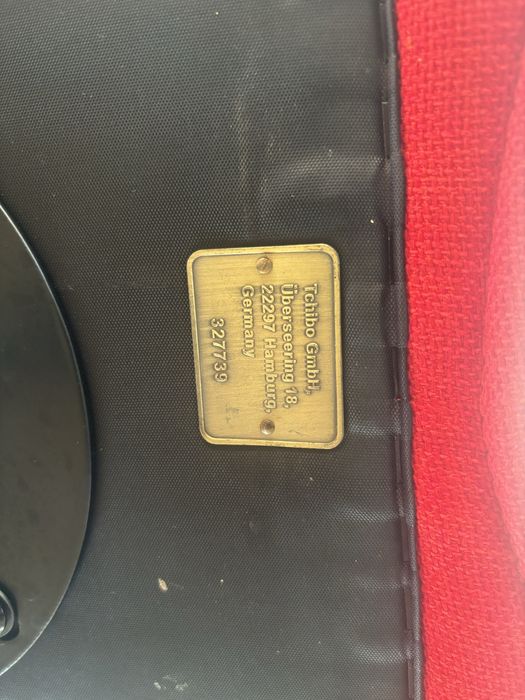 Tchibo GmbH,
Überseering 18,
22297 Hamburg,
Germany
327739